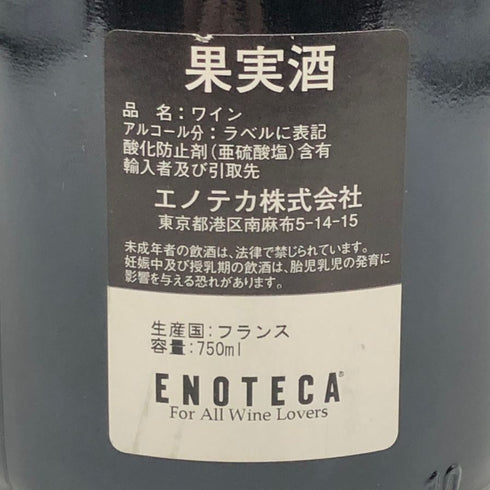 果実酒
品　名：ワイン
アルコール分：ラベルに表記
酸化防止剤(亜硫酸塩)含有
輸入者及び引取先
エノテカ株式会社
東京都港区南麻布5-14-15
未成年者の飲酒は、法律で禁じられています。
妊娠中及び授乳期の飲酒は、胎児乳児の発育に
影響を与える恐れがあります。
生産国：フランス
容量：750ml
ENOTECA®
For All Wine Lovers